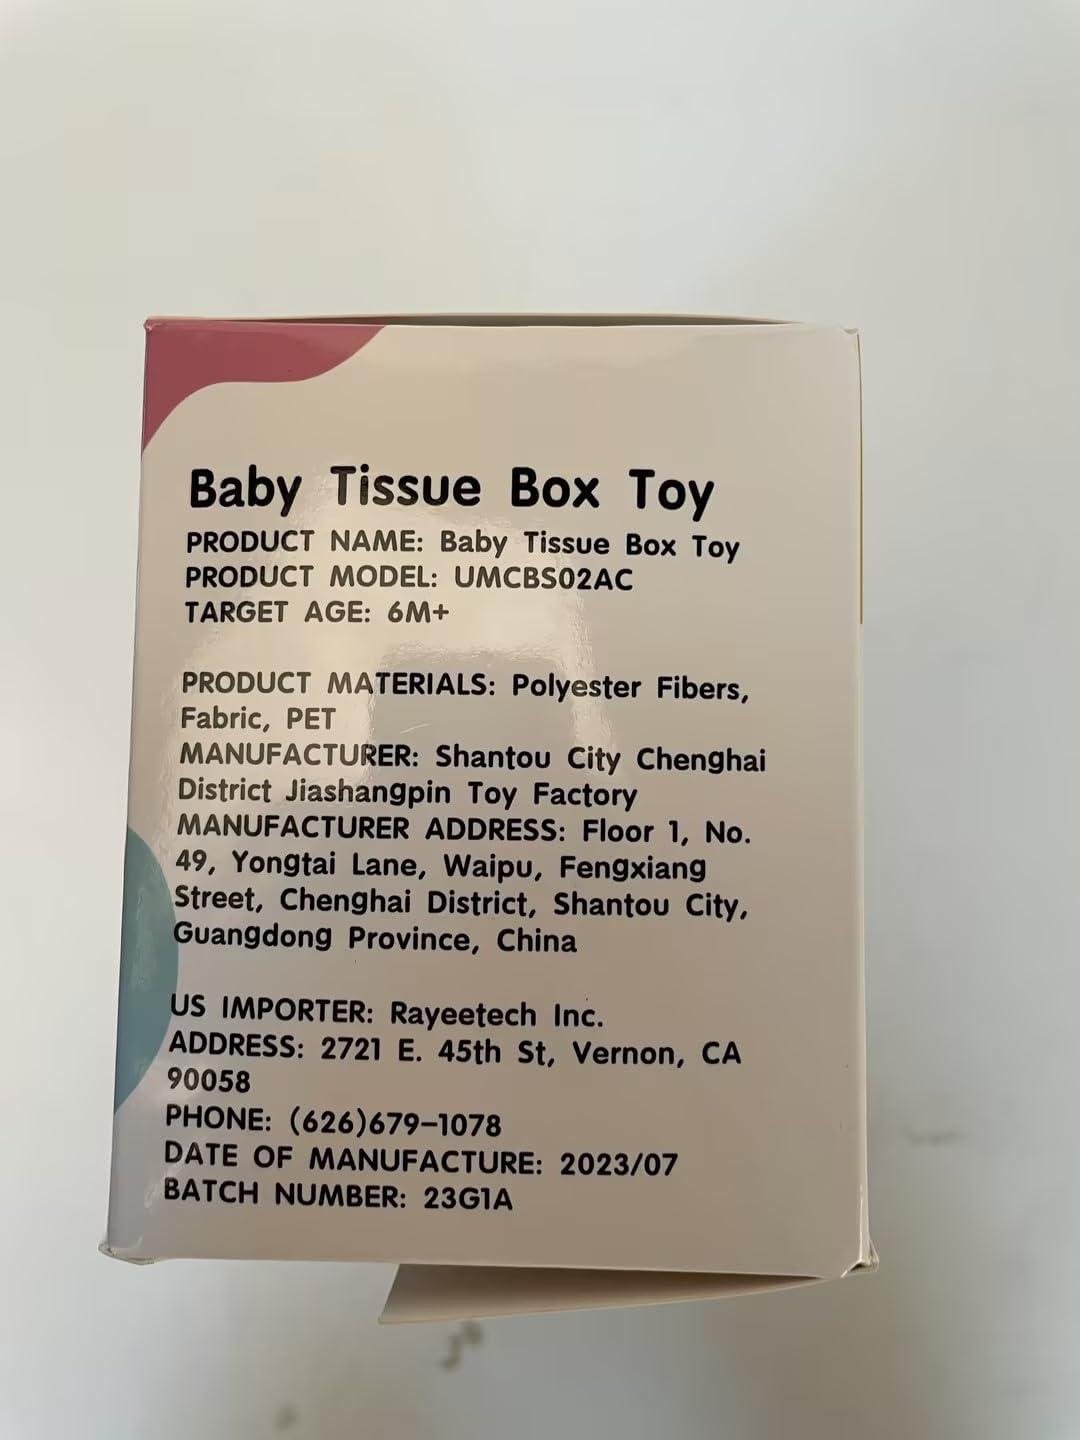 Baby Tissue Box Toy
PRODUCT NAME: Baby Tissue Box Toy
PRODUCT MODEL: UMCBS02AC
TARGET AGE: 6M+
PRODUCT MATERIALS: Polyester Fibers,
Fabric, PET
MANUFACTURER: Shantou City Chenghai
District Jiashangpin Toy Factory
MANUFACTURER ADDRESS: Floor 1, No.
49, Yongtai Lane, Waipu, Fengxiang
Street, Chenghai District, Shantou City,
Guangdong Province, China
US IMPORTER: Rayeetech Inc.
ADDRESS: 2721 E. 45th St, Vernon, CA
90058
PHONE: (626)679-1078
DATE OF MANUFACTURE: 2023/07
BATCH NUMBER: 23G1A